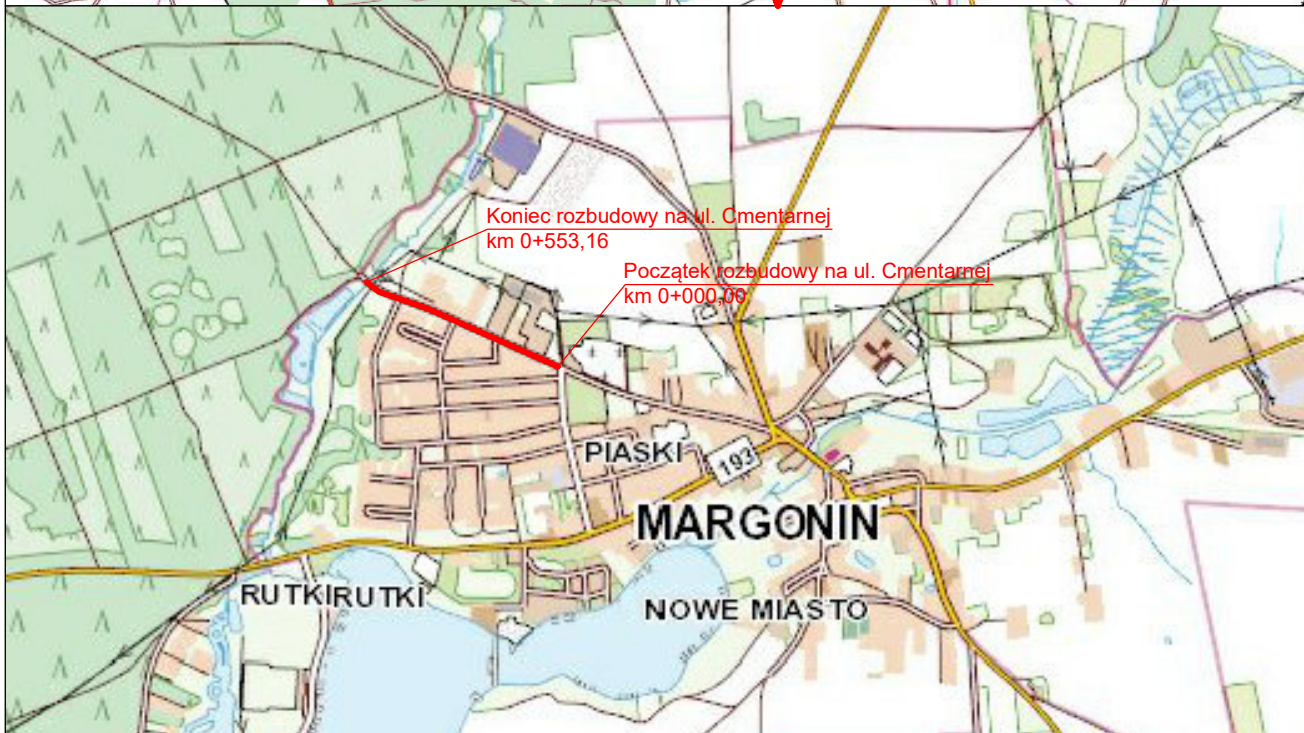 Koniec rozbudowy na ul. Cmentarnej
km 0+553,16
Początek rozbudowy na ul. Cmentarnej
km 0+000,00
PIASKI
193
MARGONIN
RUTKIRUTKI
NOWE MIASTO